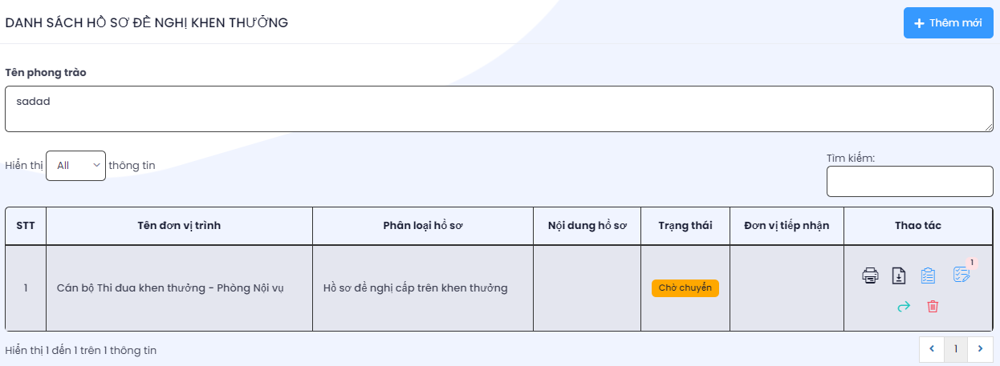 DANH SÁCH HỒ SƠ ĐỀ NGHỊ KHEN THƯỞNG
Thêm mới
Tên phong trào
sadad
Hiển thị All thông tin
Tìm kiếm:
STT Tên đơn vị trình Phân loại hồ sơ Nội dung hồ sơ Trạng thái Đơn vị tiếp nhận Thao tác
1 Cán bộ Thi đua khen thưởng - Phòng Nội vụ Hồ sơ đề nghị cấp trên khen thưởng Chờ chuyển 1
Hiển thị 1 đến 1 trên 1 thông tin
1